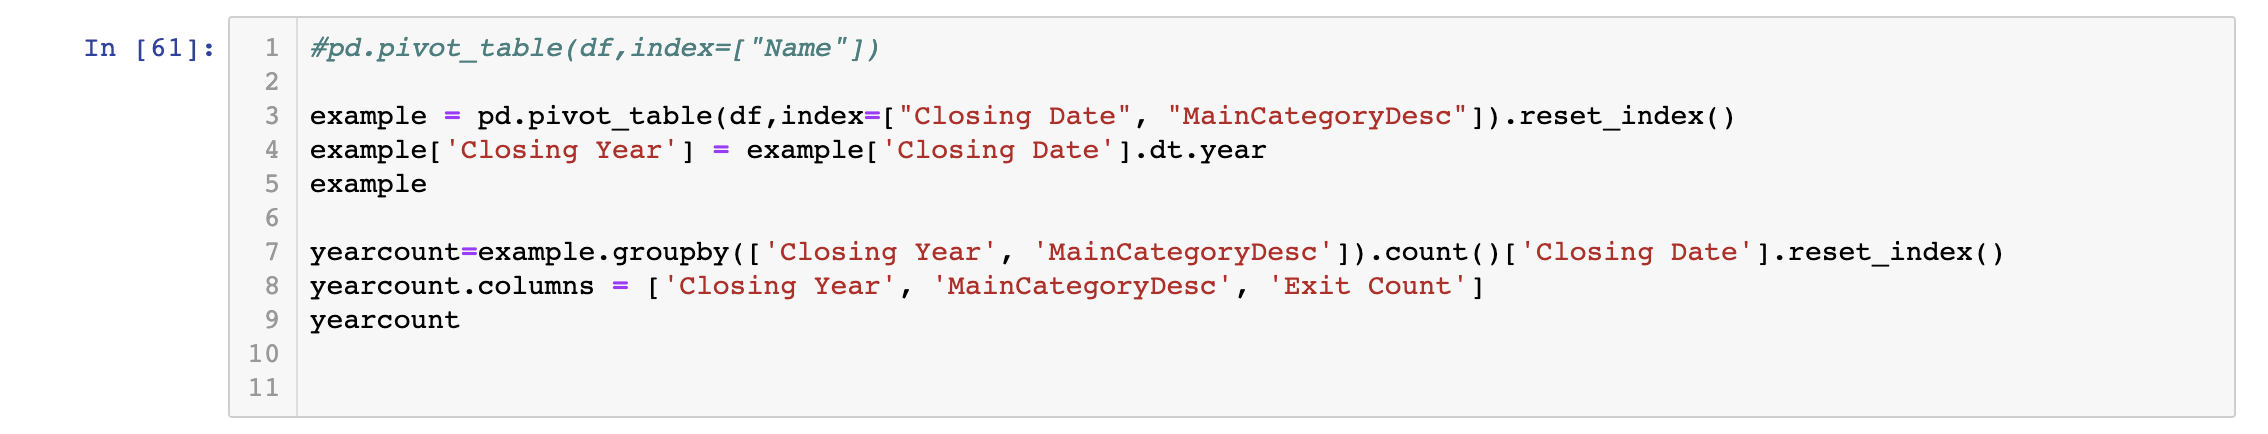 In [61]:
1 #pd.pivot_table(df,index=["Name"])
2
3 example = pd.pivot_table(df,index=["Closing Date", "MainCategoryDesc"]).reset_index()
4 example['Closing Year'] = example['Closing Date'].dt.year
5 example
6
7 yearcount=example.groupby(['Closing Year', 'MainCategoryDesc']).count()['Closing Date'].reset_index()
8 yearcount.columns = ['Closing Year', 'MainCategoryDesc', 'Exit Count']
9 yearcount
10
11